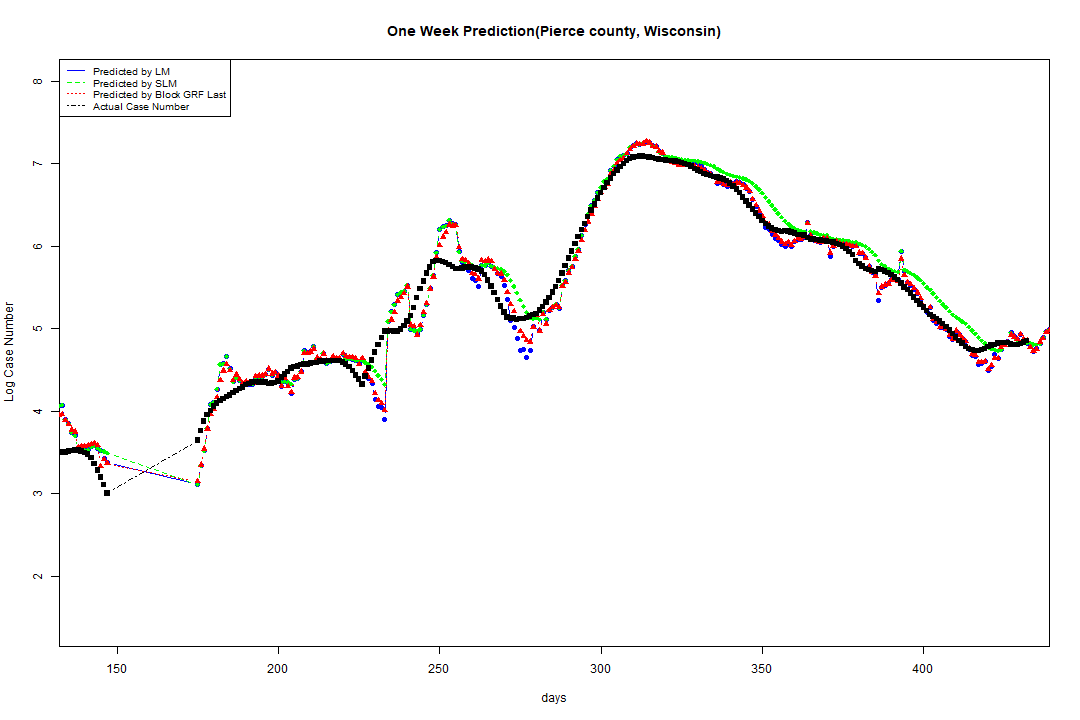 One Week Prediction(Pierce county, Wisconsin)
Predicted by LM
Predicted by SLM
Predicted by Block GRF Last
Actual Case Number
8
7
6
5
4
3
2
Log Case Number
150 200 250 300 350 400
days